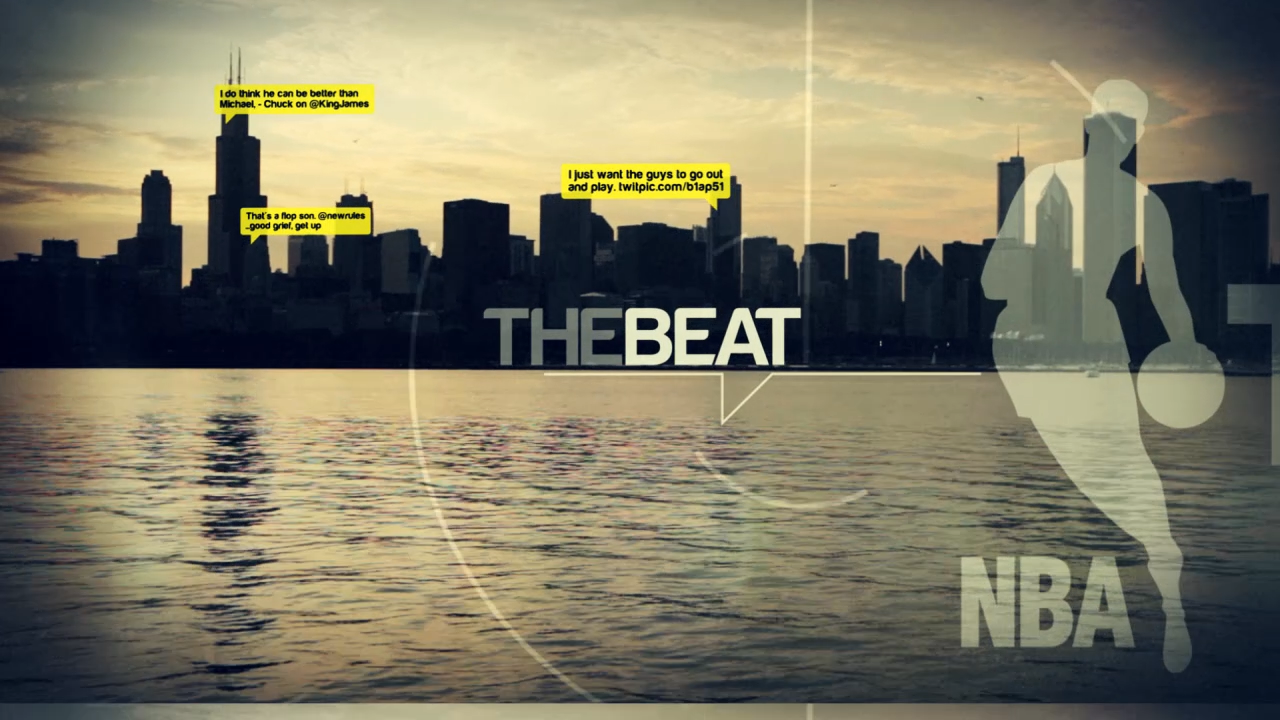 I do think he can be better than
Michael, - Chuck on @KingJames
I just want the guys to go out
and play. twitpic.com/b1ap51
That's a flop son. @newrules
_good grief, get up
THEBEAT
NBA